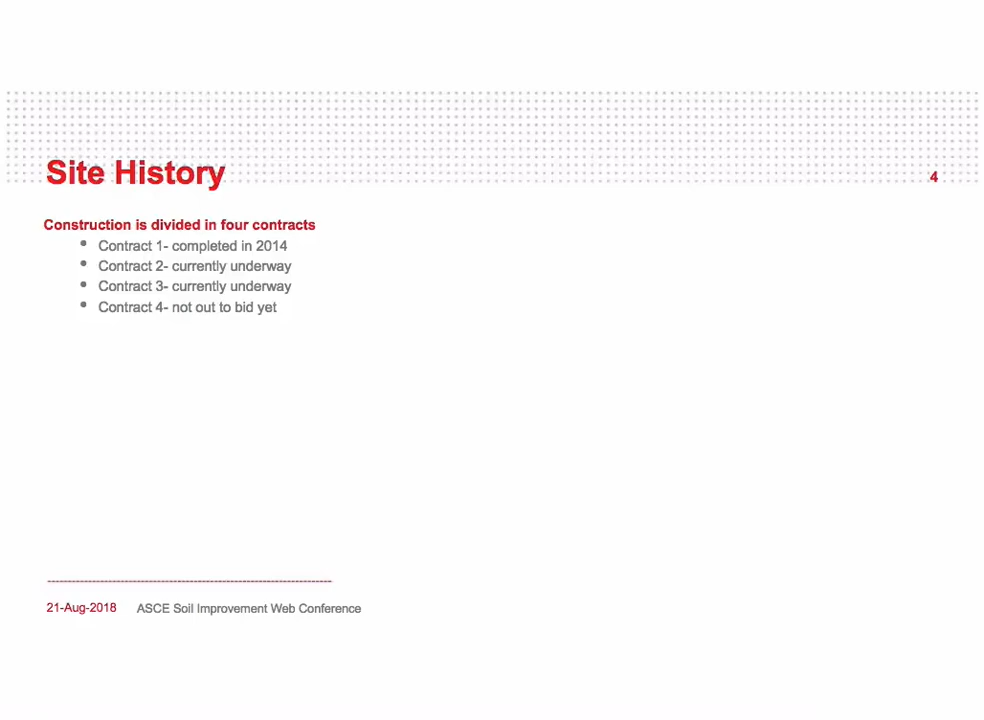 Site History
4
Construction is divided in four contracts
• Contract 1- completed in 2014
• Contract 2- currently underway
• Contract 3- currently underway
• Contract 4- not out to bid yet
21-Aug-2018 ASCE Soil Improvement Web Conference